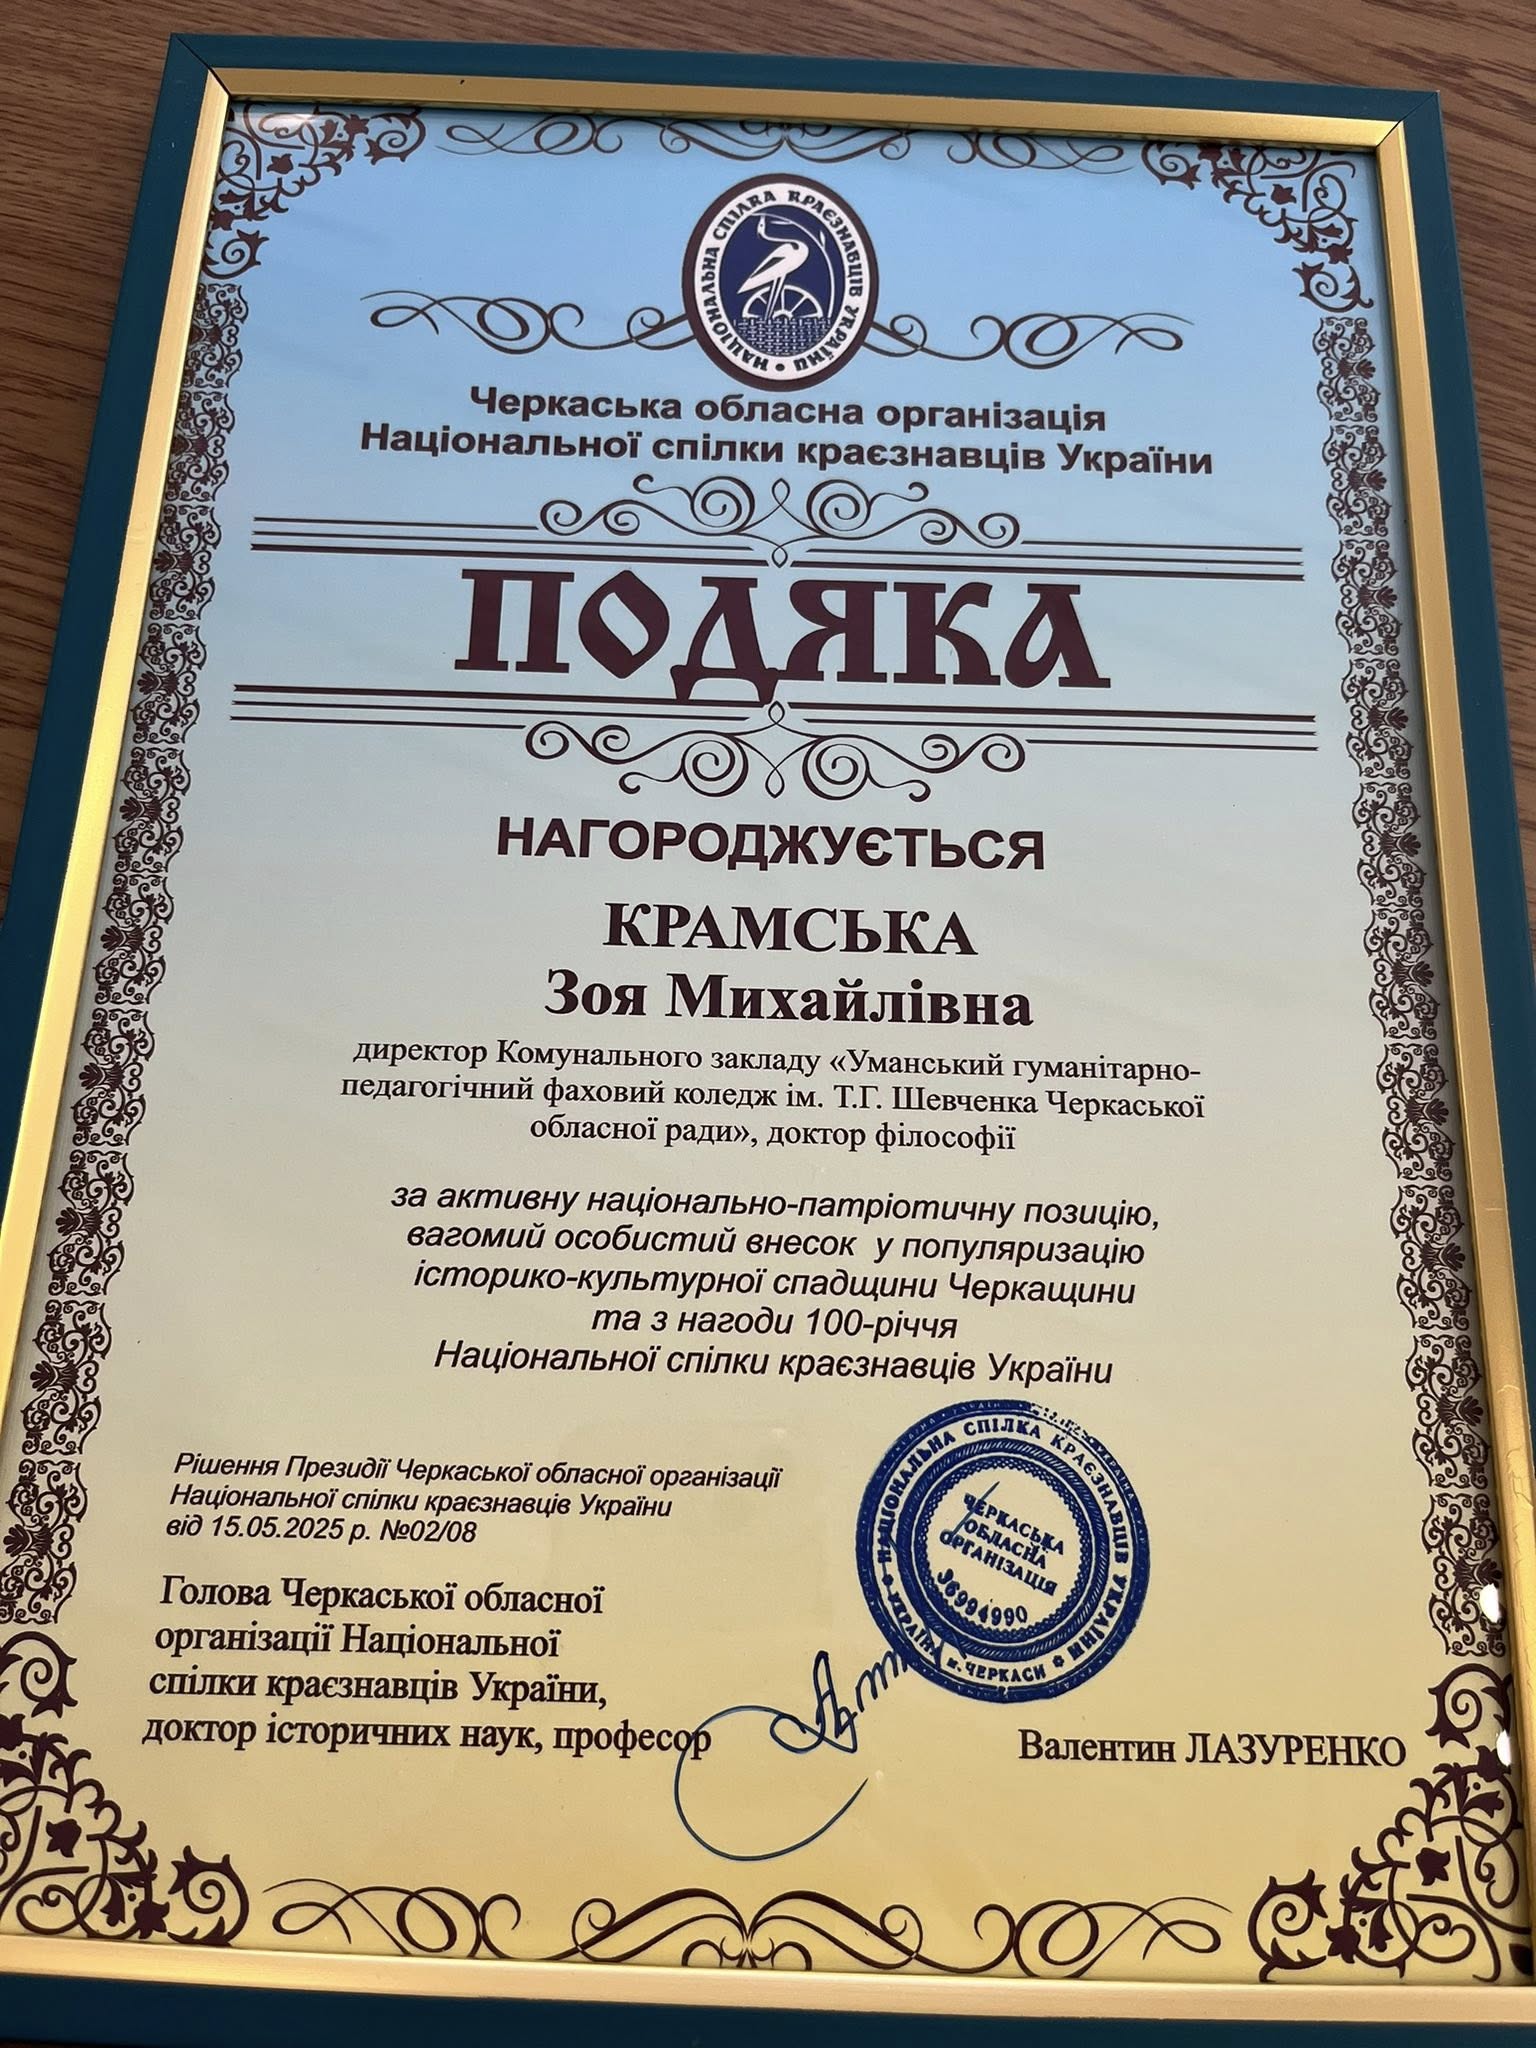 НАЦІОНАЛЬНА СПІЛКА КРАЄЗНАВЦІВ УКРАЇНИ
Черкаська обласна організація
Національної спілки краєзнавців України
ПОДЯКА
НАГОРОДЖУЄТЬСЯ
КРАМСЬКА
Зоя Михайлівна
директор Комунального закладу «Уманський гуманітарно-
педагогічний фаховий коледж ім. Т.Г. Шевченка Черкаської
обласної ради», доктор філософії
за активну національно-патріотичну позицію,
вагомий особистий внесок у популяризацію
історико-культурної спадщини Черкащини
та з нагоди 100-річчя
Національної спілки краєзнавців України
Рішення Президії Черкаської обласної організації
Національної спілки краєзнавців України
від 15.05.2025 р. №02/08
НАЦІОНАЛЬНА СПІЛКА КРАЄЗНАВЦІВ УКРАЇНИ
УКРАЇНА м. ЧЕРКАСИ
ЧЕРКАСЬКА
ОБЛАСНА
ОРГАНІЗАЦІЯ
36994990
Голова Черкаської обласної
організації Національної
спілки краєзнавців України,
доктор історичних наук, професор
Валентин ЛАЗУРЕНКО